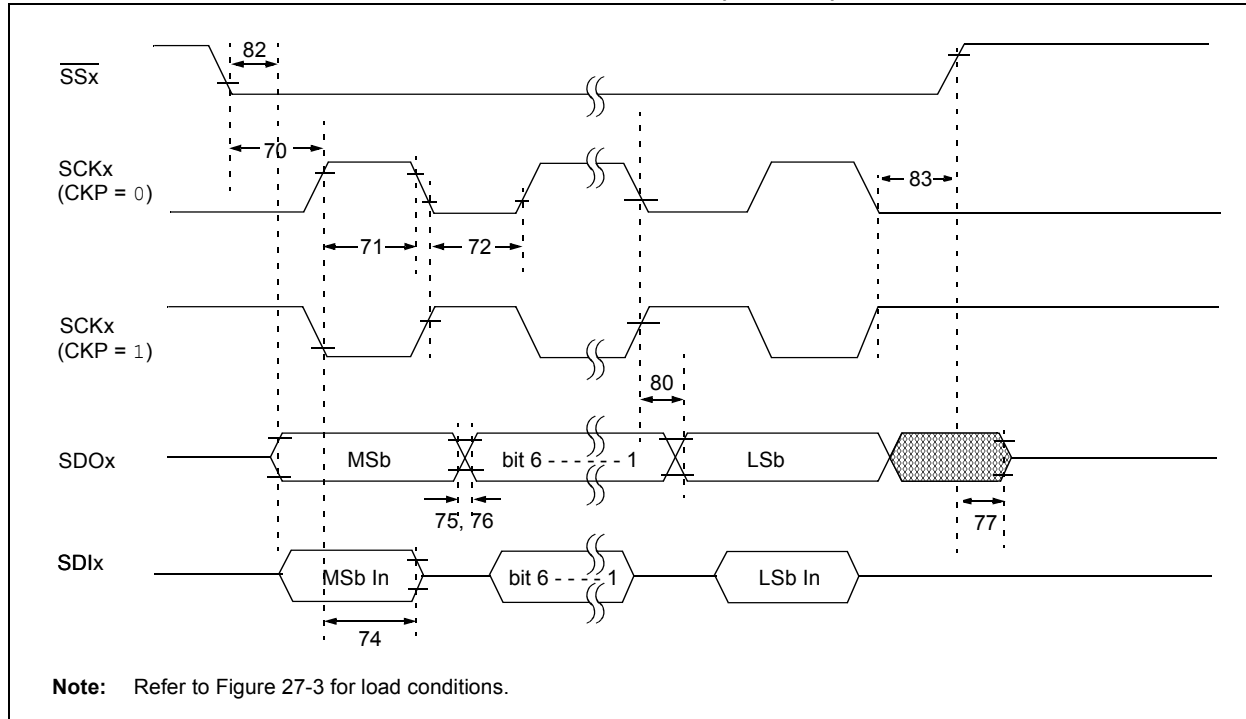 82
SSx
70
SCKx
(CKP = 0)
83
71
72
SCKx
(CKP = 1)
80
SDOx
MSb
bit 6 - - - - - - 1
LSb
75, 76
77
SDIx
MSb In
bit 6 - - - - 1
LSb In
74
Note: Refer to Figure 27-3 for load conditions.